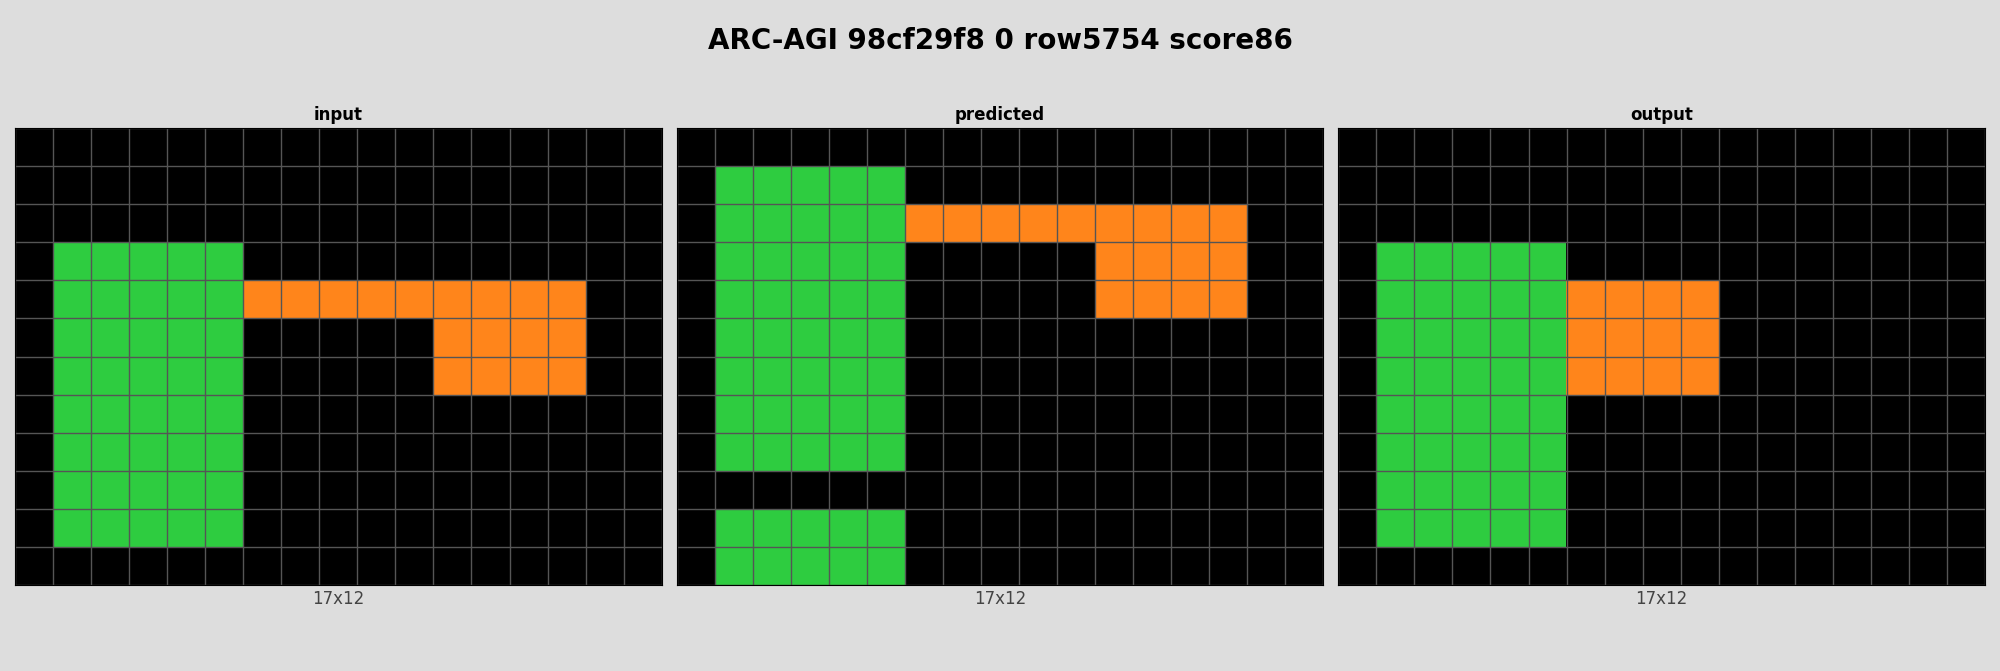 ARC-AGI 98cf29f8 0 row5754 score86
input
predicted
output
17x12
17x12
17x12